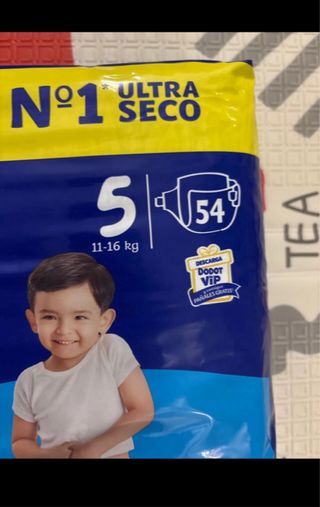 Nº1* ULTRA
SECO
5
54
11-16 kg
DESCARGA
DODOT
ViP
PAÑALES GRATIS*
TEA